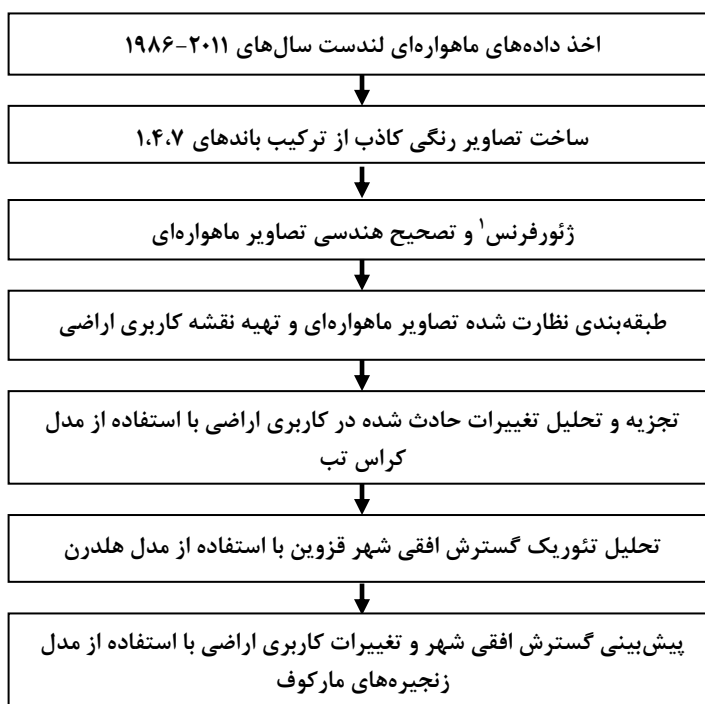 اخذ داده‌های ماهواره‌ای لندست سال‌های ۲۰۱۱-۱۹۸۶
ساخت تصاویر رنگی کاذب از ترکیب باندهای ۱،۴،۷
ژئورفرنس۱ و تصحیح هندسی تصاویر ماهواره‌ای
طبقه‌بندی نظارت شده تصاویر ماهواره‌ای و تهیه نقشه کاربری اراضی
تجزیه و تحلیل تغییرات حادث شده در کاربری اراضی با استفاده از مدل
کراس تب
تحلیل تئوریک گسترش افقی شهر قزوین با استفاده از مدل هلدرن
پیش‌بینی گسترش افقی شهر و تغییرات کاربری اراضی با استفاده از مدل
زنجیره‌های مارکوف